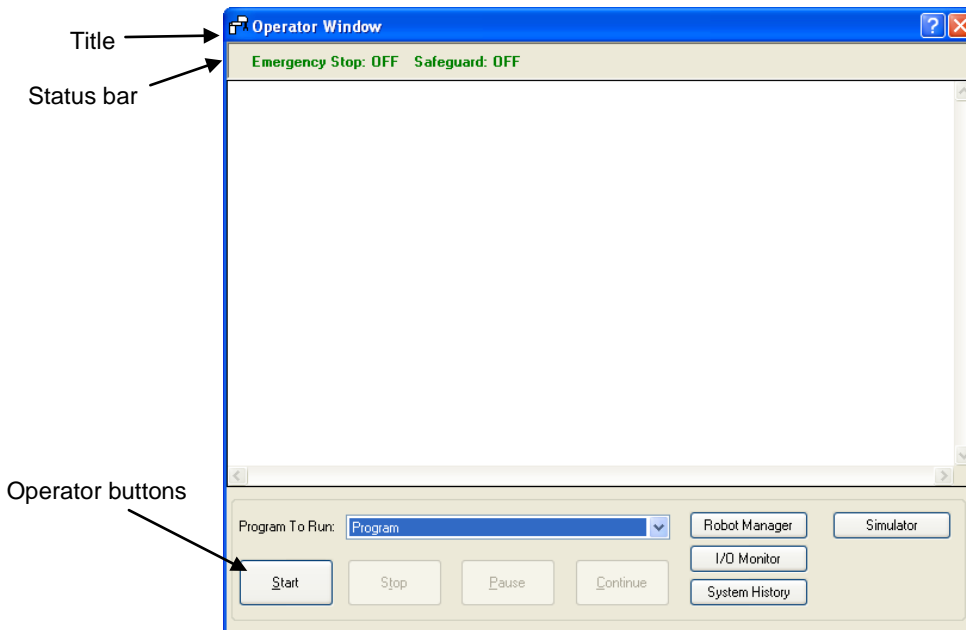 Operator Window
Title
Emergency Stop: OFF Safeguard: OFF
Status bar
Operator buttons
Program To Run: Program
Robot Manager
Simulator
I/O Monitor
Start
Stop
Pause
Continue
System History